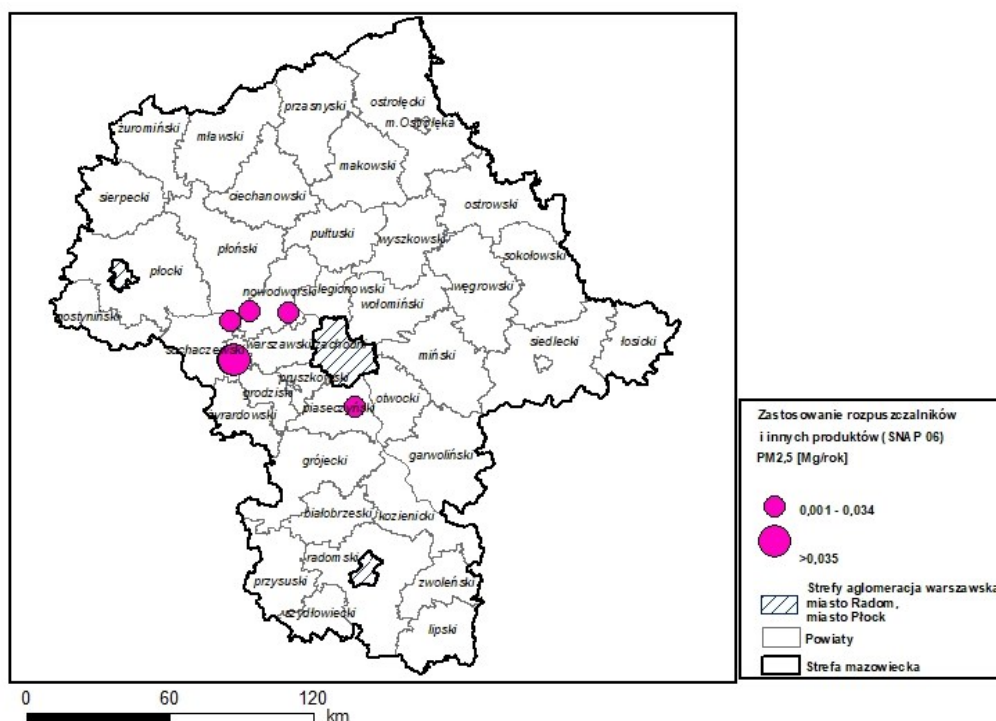 przasnyski
ostrołęcki
m.Ostrołęka
żuromiński
mławski
makowski
sierpecki
ciechanowski
ostrowski
pułtuski
wyszkowski
płoński
sokołowski
płocki
węgrowski
nowodworski
legionowski
wołomiński
gostyniński
sochaczewski
warszawski zachodni
miński
siedlecki
łosicki
pruszkowski
grodziski
otwocki
żyrardowski
piaseczyński
garwoliński
grójecki
białobrzeski
kozienicki
radomski
przysuski
zwoleński
szydłowiecki
lipski
Zastosowanie rozpuszczalników
i innych produktów (SNAP 06)
PM2,5 [Mg/rok]
0,001 - 0,034
>0,035
Strefy aglomeracja warszawska
miasto Radom,
miasto Płock
Powiaty
Strefa mazowiecka
0 60 120
km